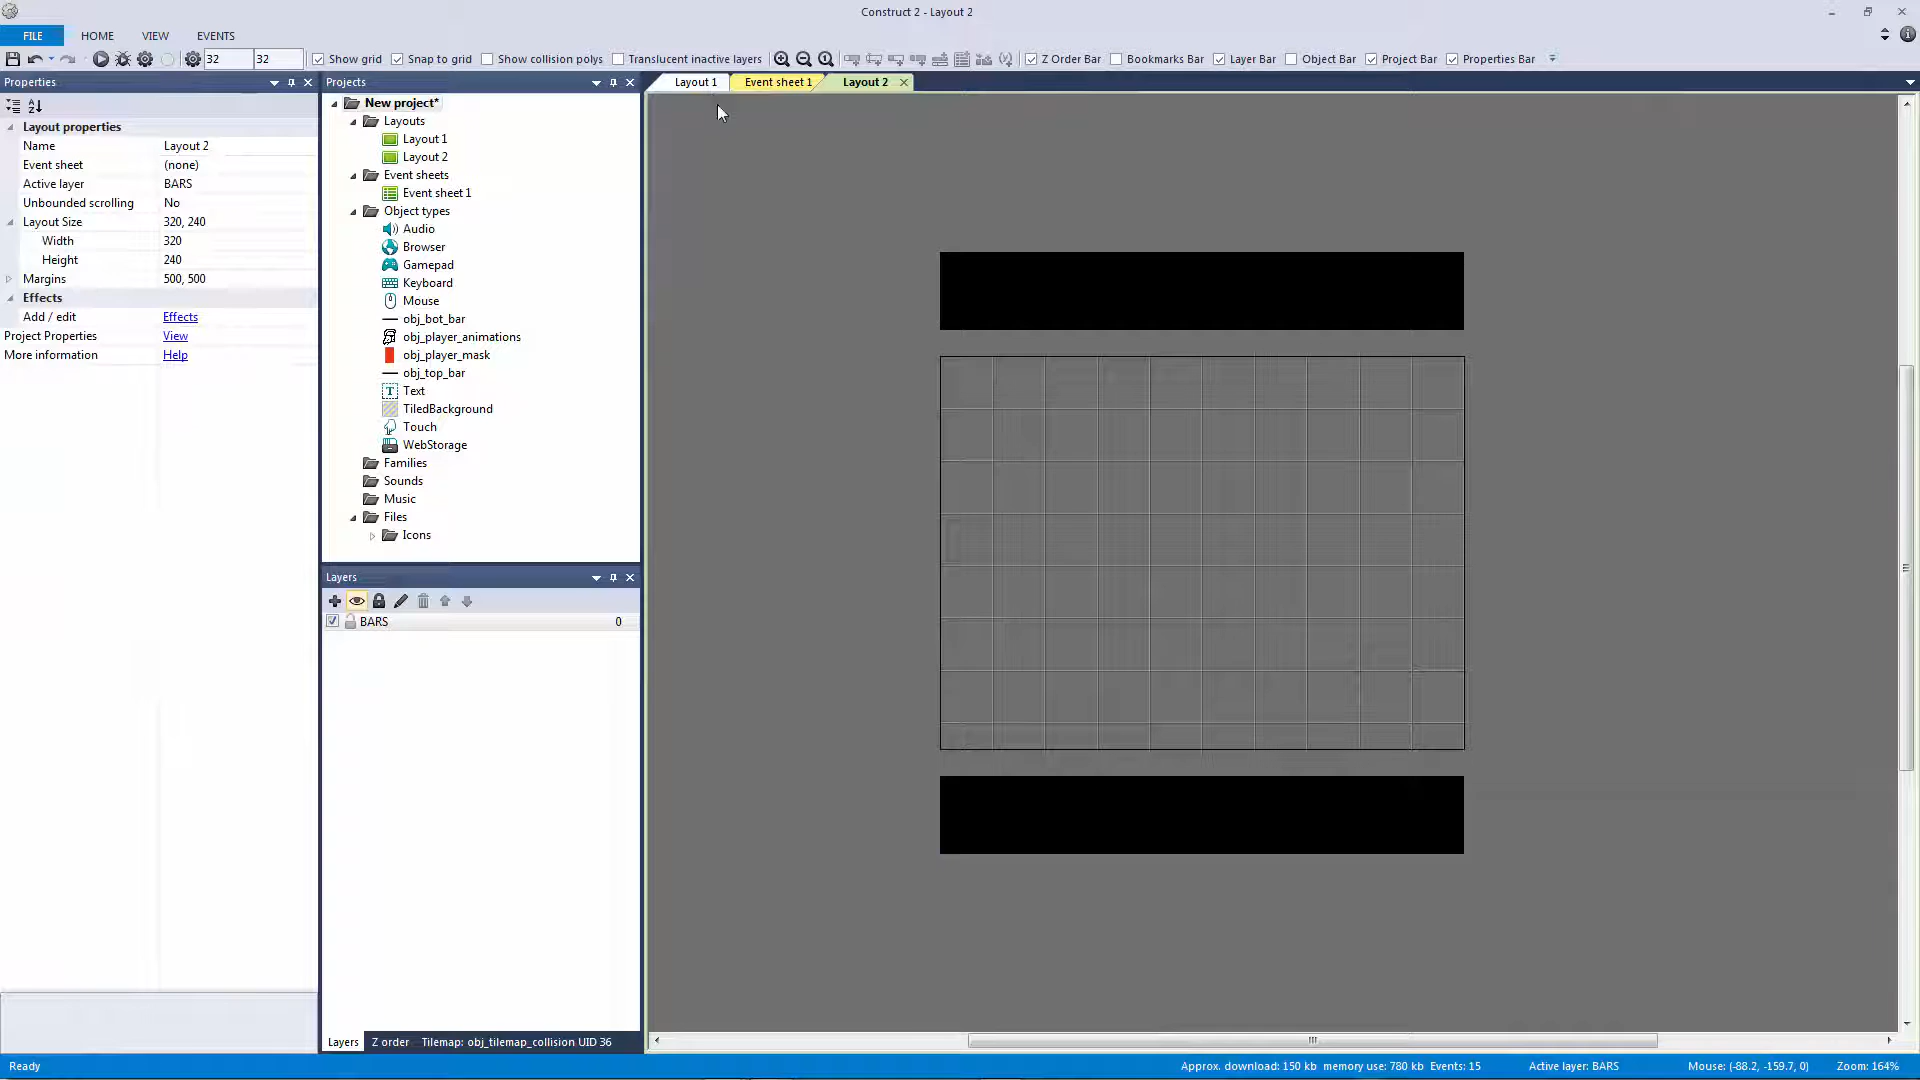 Construct 2 - Layout 2
FILE HOME VIEW EVENTS
32 32 Show grid Snap to grid Show collision polys Translucent inactive layers Z Order Bar Bookmarks Bar Layer Bar Object Bar Project Bar Properties Bar
Properties
Layout properties
Name Layout 2
Event sheet (none)
Active layer BARS
Unbounded scrolling No
Layout Size 320, 240
Width 320
Height 240
Margins 500, 500
Effects
Add / edit Effects
Project Properties View
More information Help
Projects
New project*
Layouts
Layout 1
Layout 2
Event sheets
Event sheet 1
Object types
Audio
Browser
Gamepad
Keyboard
Mouse
obj_bot_bar
obj_player_animations
obj_player_mask
obj_top_bar
Text
TiledBackground
Touch
WebStorage
Families
Sounds
Music
Files
Icons
Layers
BARS 0
Layers Z order Tilemap: obj_tilemap_collision UID 36
Layout 1 Event sheet 1 Layout 2
Ready Approx. download: 150 kb memory use: 780 kb Events: 15 Active layer: BARS Mouse: (-88.2, -159.7, 0) Zoom: 164%